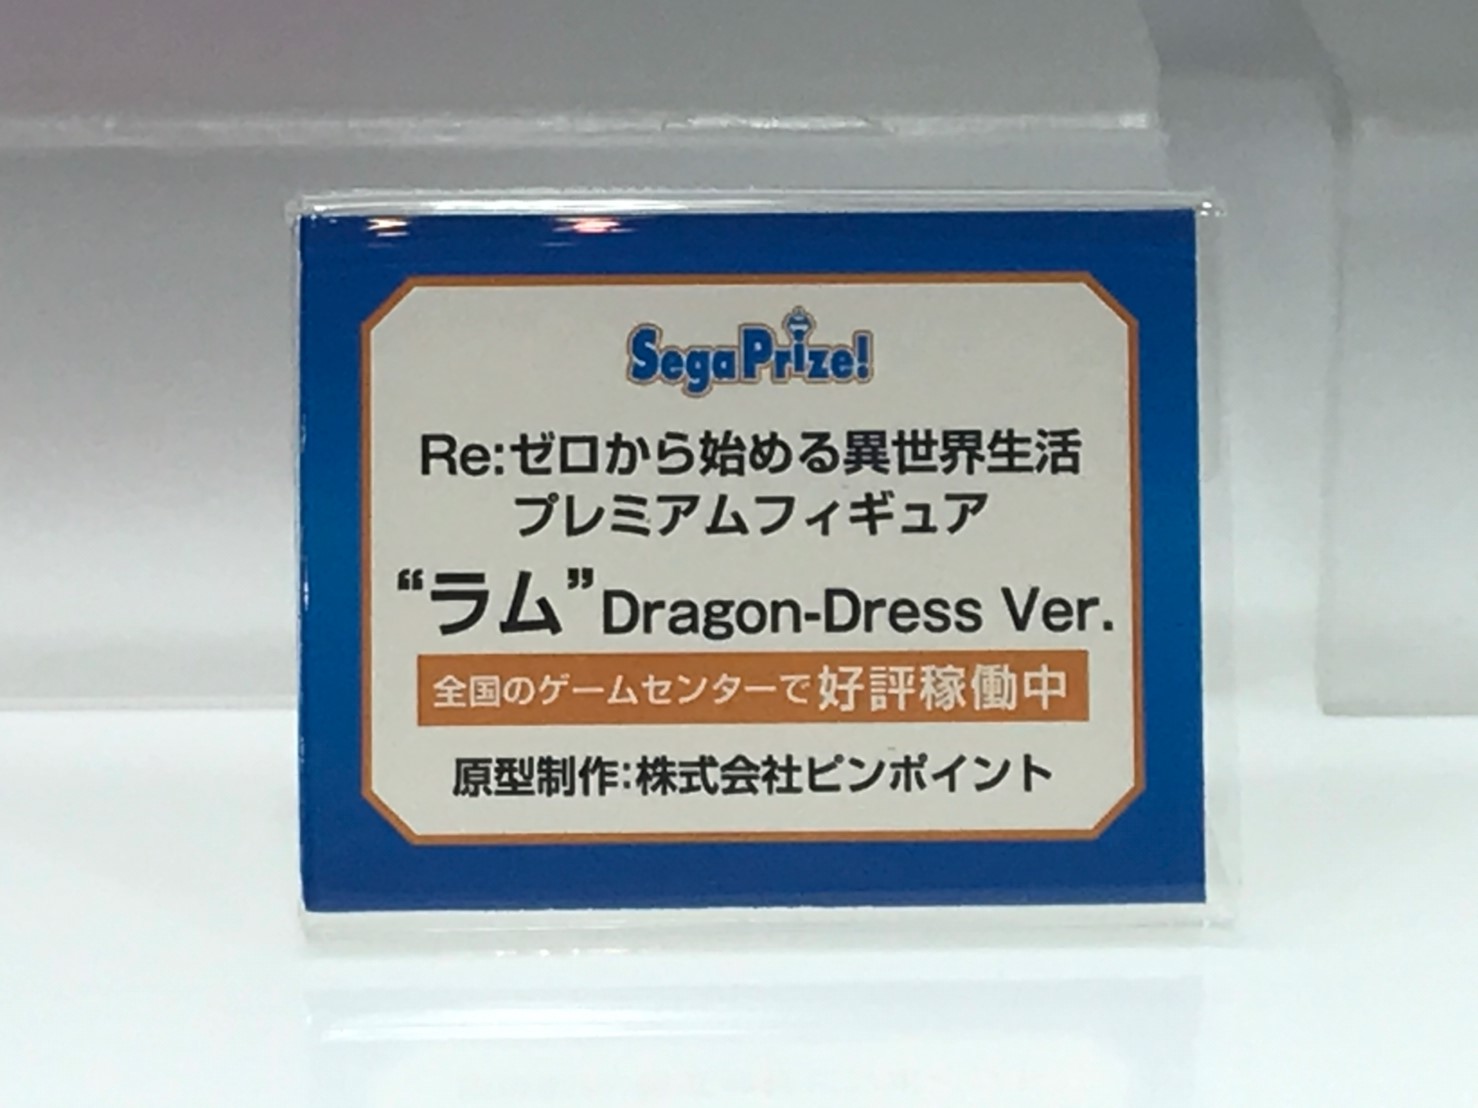 SegaPrize!
Re:ゼロから始める異世界生活
プレミアムフィギュア
“ラム”Dragon-Dress Ver.
全国のゲームセンターで好評稼働中
原型制作:株式会社ピンポイント